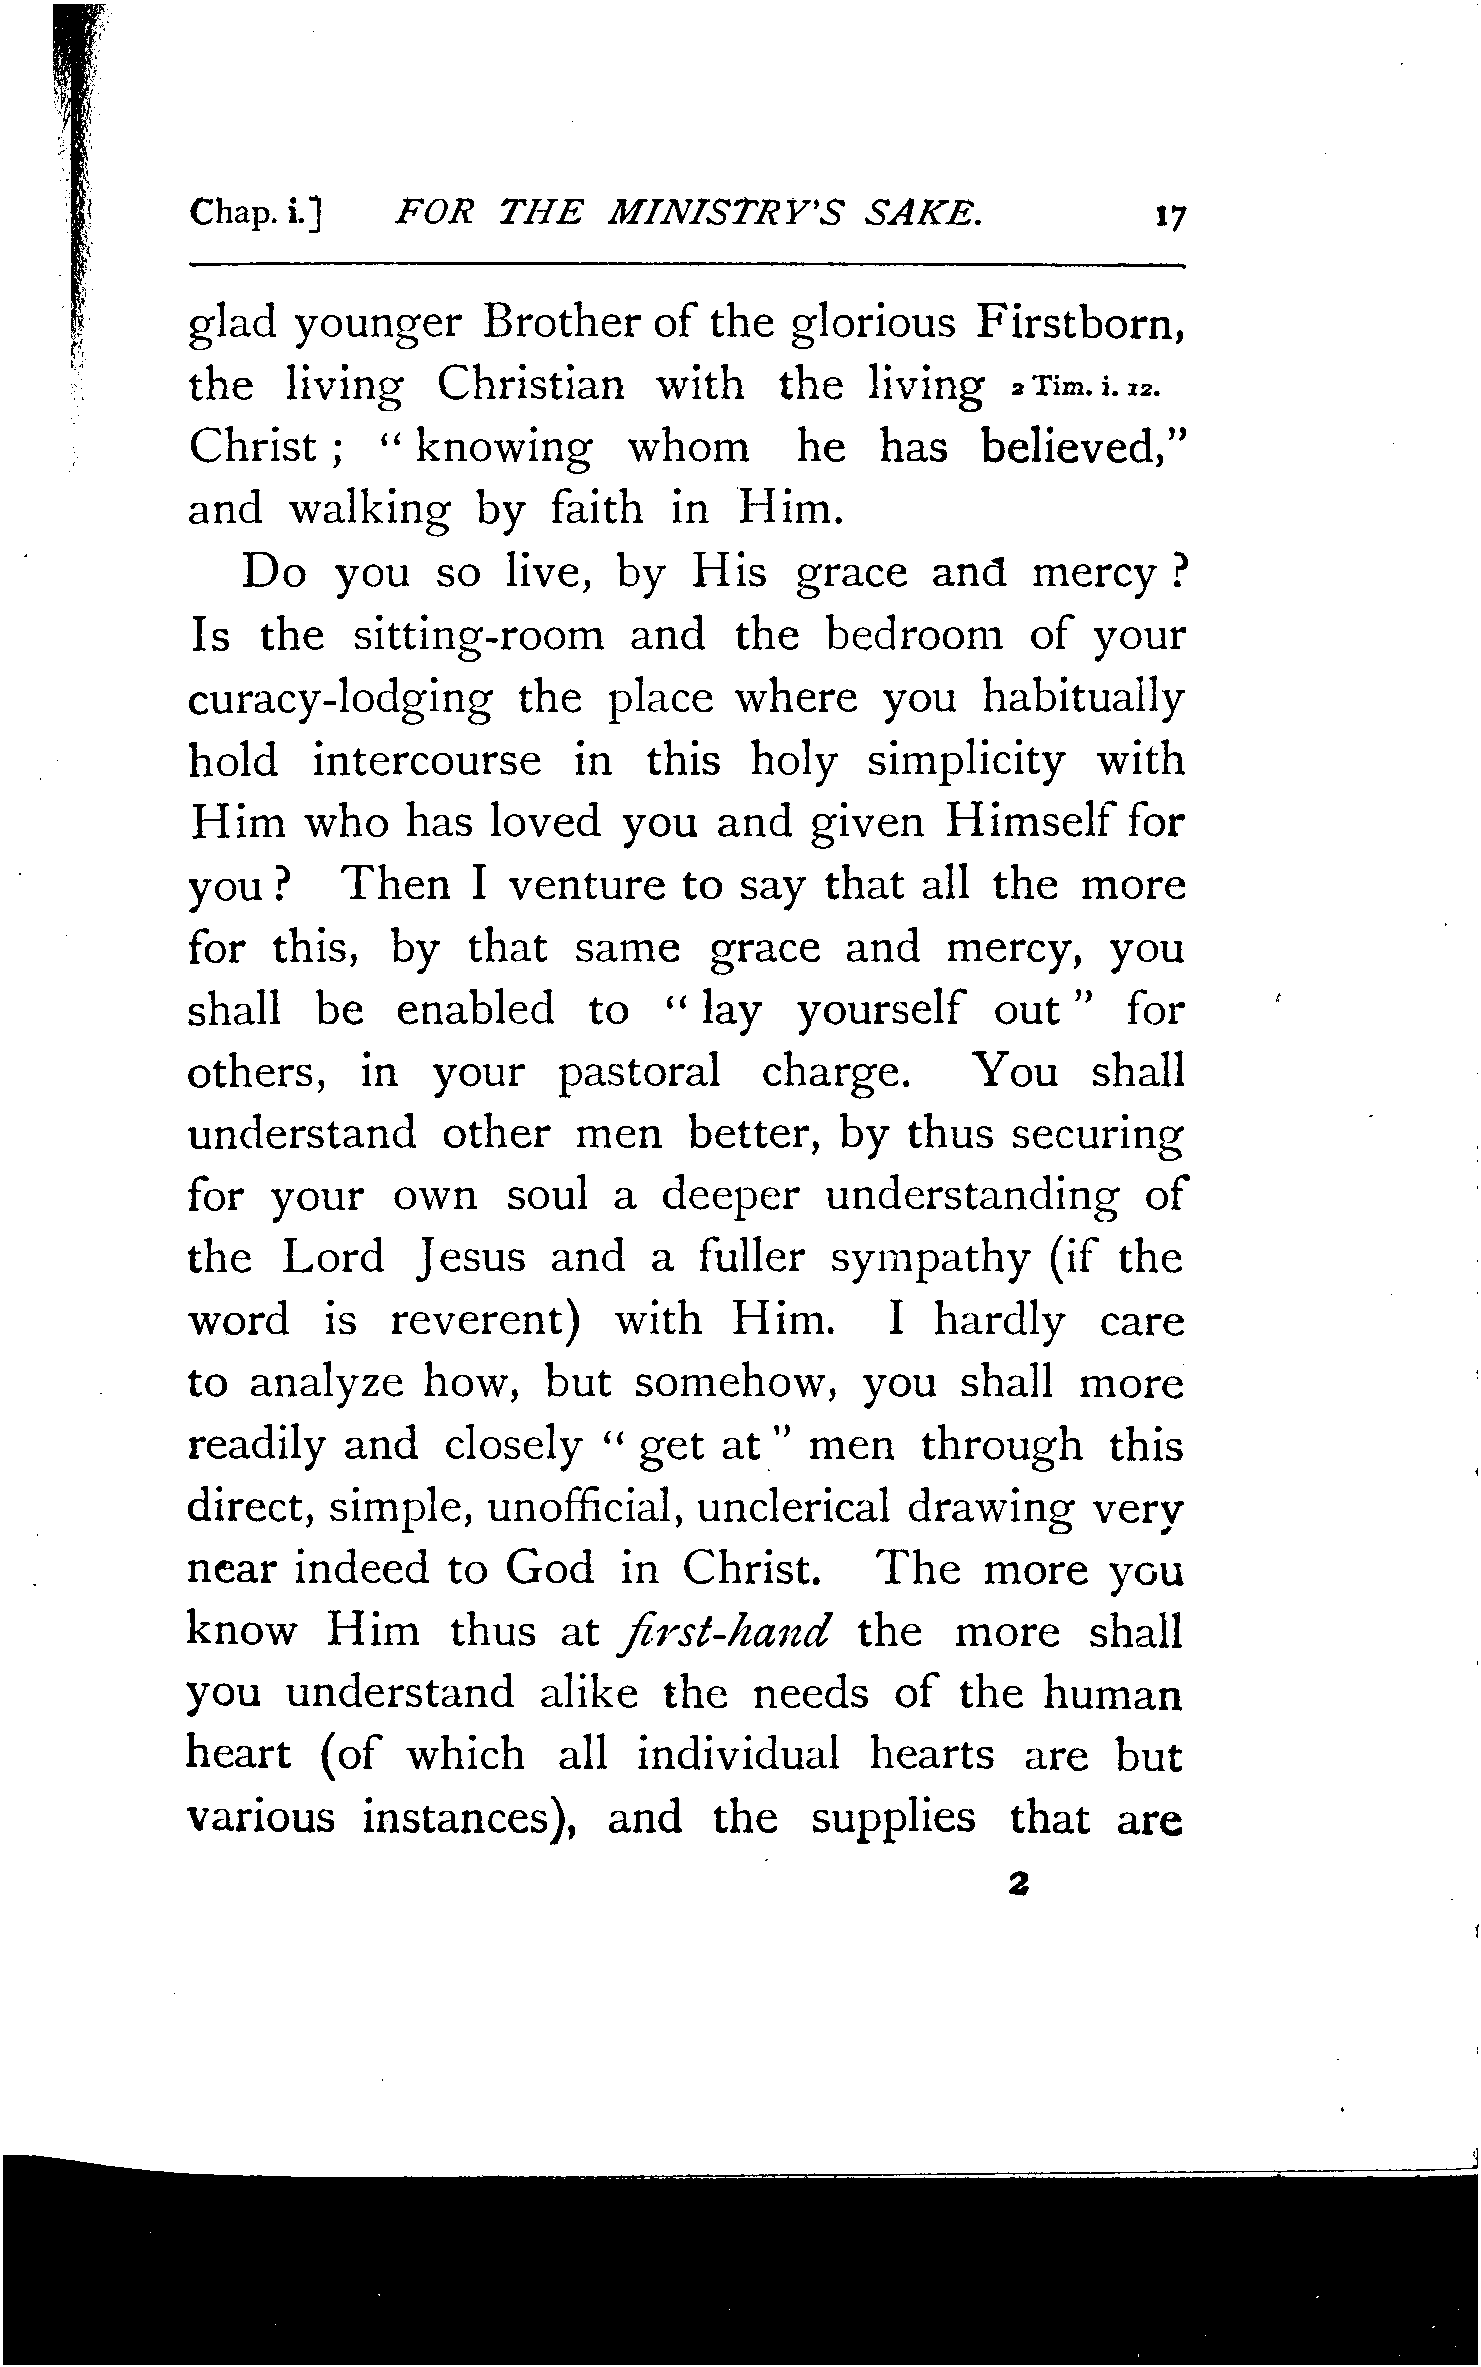 Chap. i.] FOR THE MINISTRY'S SAKE. 17
glad younger Brother of the glorious Firstborn,
the living Christian with the living 2 Tim. i. 12.
Christ ; " knowing whom he has believed,"
and walking by faith in Him.
Do you so live, by His grace and mercy ?
Is the sitting-room and the bedroom of your
curacy-lodging the place where you habitually
hold intercourse in this holy simplicity with
Him who has loved you and given Himself for
you ? Then I venture to say that all the more
for this, by that same grace and mercy, you
shall be enabled to " lay yourself out " for
others, in your pastoral charge. You shall
understand other men better, by thus securing
for your own soul a deeper understanding of
the Lord Jesus and a fuller sympathy (if the
word is reverent) with Him. I hardly care
to analyze how, but somehow, you shall more
readily and closely " get at " men through this
direct, simple, unofficial, unclerical drawing very
near indeed to God in Christ. The more you
know Him thus at first-hand the more shall
you understand alike the needs of the human
heart (of which all individual hearts are but
various instances), and the supplies that are
2